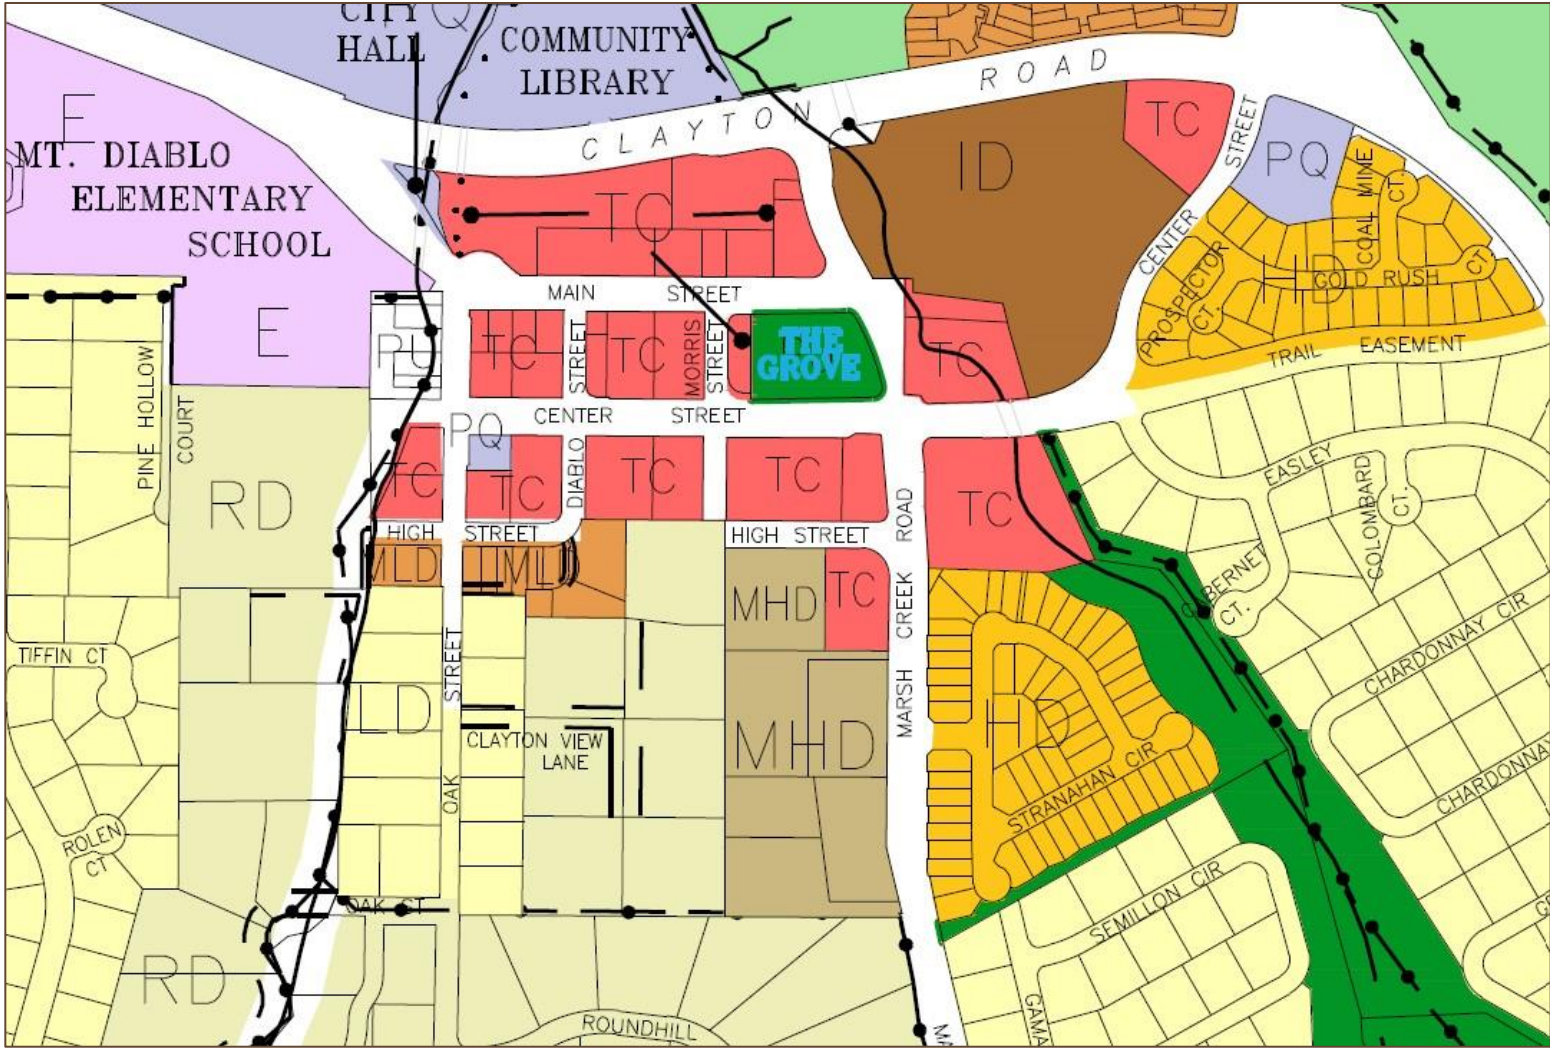 CITY
HALL
PQ
COMMUNITY
LIBRARY
CLAYTON ROAD
E
MT. DIABLO
ELEMENTARY
SCHOOL
E
TC
ID
TC
PQ
CENTER STREET
COAL MINE
CT.
PROSPECTOR
CT.
HD
GOLD RUSH
CT.
TRAIL EASEMENT
MAIN STREET
PU
TC
STREET
TC
MORRIS
STREET
THE
GROVE
TC
CENTER STREET
PINE HOLLOW
COURT
PQ
TC
TC
DIABLO
TC
TC
TC
RD
HIGH STREET
HIGH STREET
MLD
MLD
MHD
TC
MARSH CREEK ROAD
EASLEY
COLOMBARD
CT.
CABERNET
CT.
CHARDONNAY CIR
TIFFIN CT
STREET
LD
CLAYTON VIEW
LANE
OAK
MHD
HD
STRANAHAN CIR
CHARDONNA
ROLEN
CT
OAK CT
SEMILLON CIR
RD
ROUNDHILL
GAMA
MA